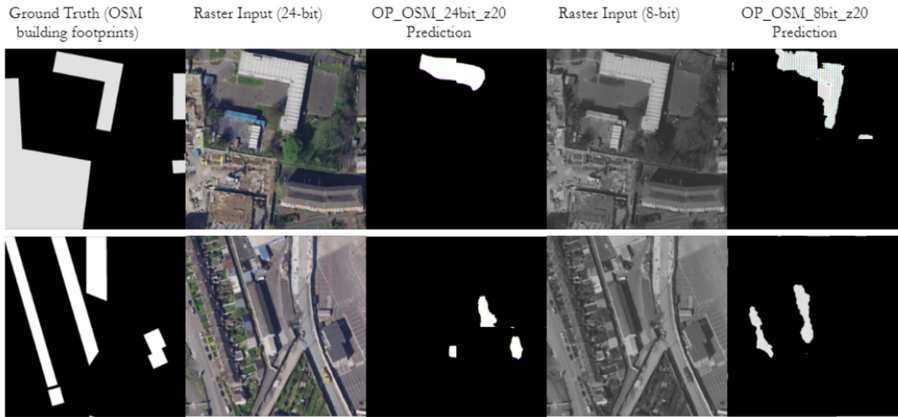 Ground Truth (OSM
building footprints)
Raster Input (24-bit)
OP_OSM_24bit_z20
Prediction
Raster Input (8-bit)
OP_OSM_8bit_z20
Prediction